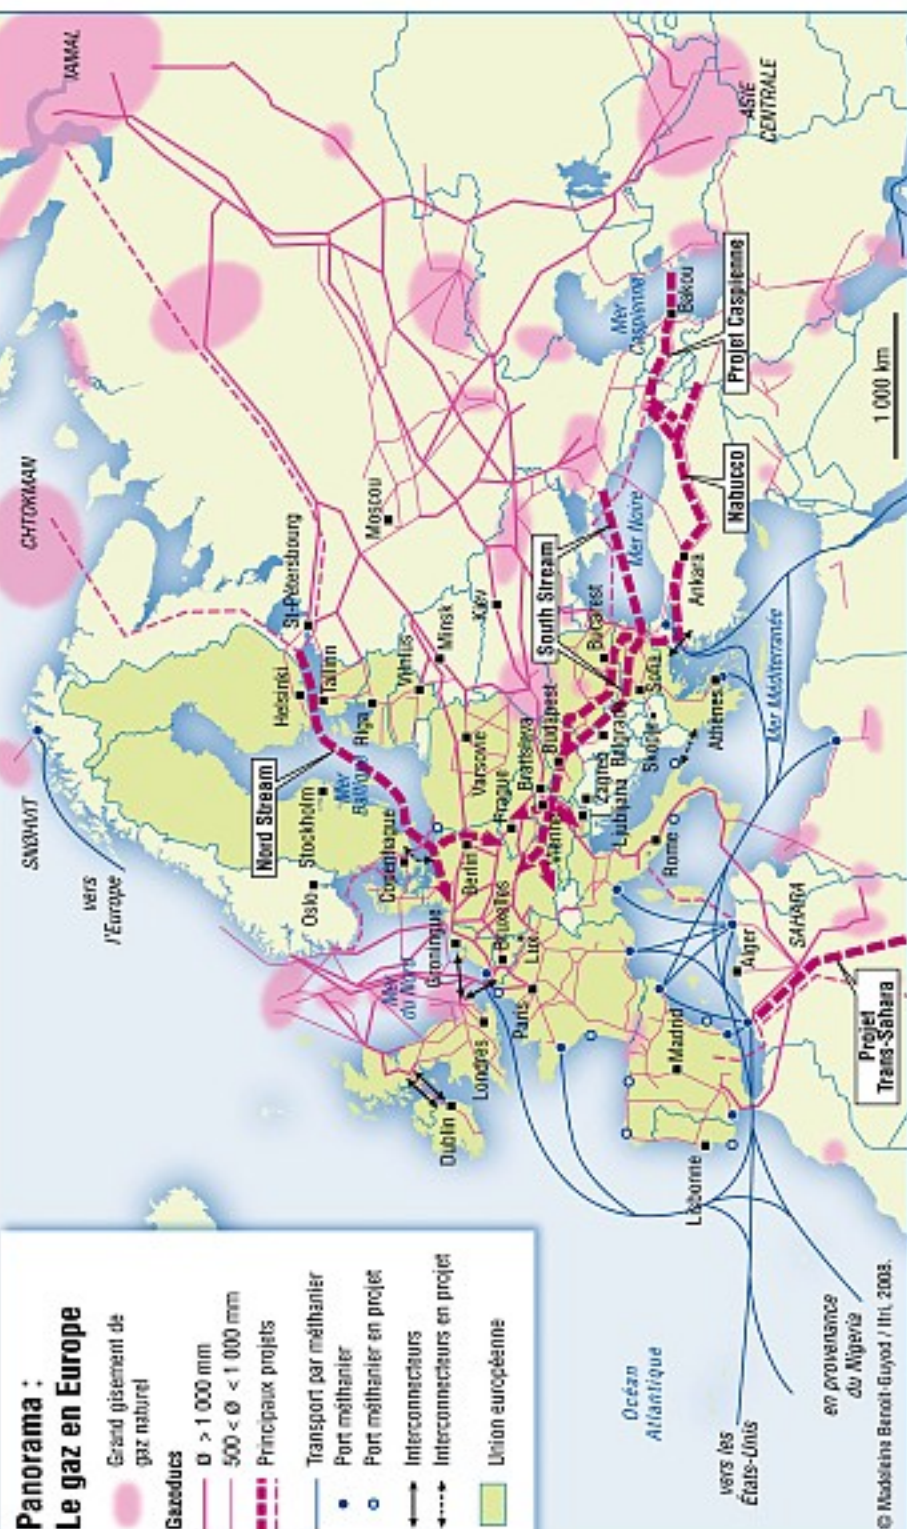 Panorama :
Le gaz en Europe
Grand gisement de
gaz naturel
Gazoducs
Ø > 1 000 mm
500 < Ø < 1 000 mm
Principaux projets
Transport par méthanier
Port méthanier
Port méthanier en projet
Interconnecteurs
Interconnecteurs en projet
Union européenne
SNØHVIT
vers
l'Europe
CHTOKMAN
IAMAL
Nord Stream
Oslo
Stockholm
Helsinki
St-Pétersbourg
Tallinn
Mer
Baltique
Riga
Moscou
Copenhague
Vilnius
Minsk
Mer
du Nord
Groningue
Dublin
Londres
Berlin
Varsovie
Kiev
Bruxelles
Lux.
Paris
Prague
Bratislava
Vienne
Budapest
South Stream
Bucarest
Ljubljana
Zagreb
Belgrade
Skopje
Sofia
Mer Noire
Mer
Caspienne
Bakou
ASIE
CENTRALE
Projet Caspienne
Nabucco
Ankara
Athènes
Rome
Madrid
Lisbonne
Mer Méditerranée
Alger
SAHARA
Projet
Trans-Sahara
1 000 km
Océan
Atlantique
vers les
États-Unis
en provenance
du Nigeria
© Madeleine Benoit-Guyod / Ifri, 2008.